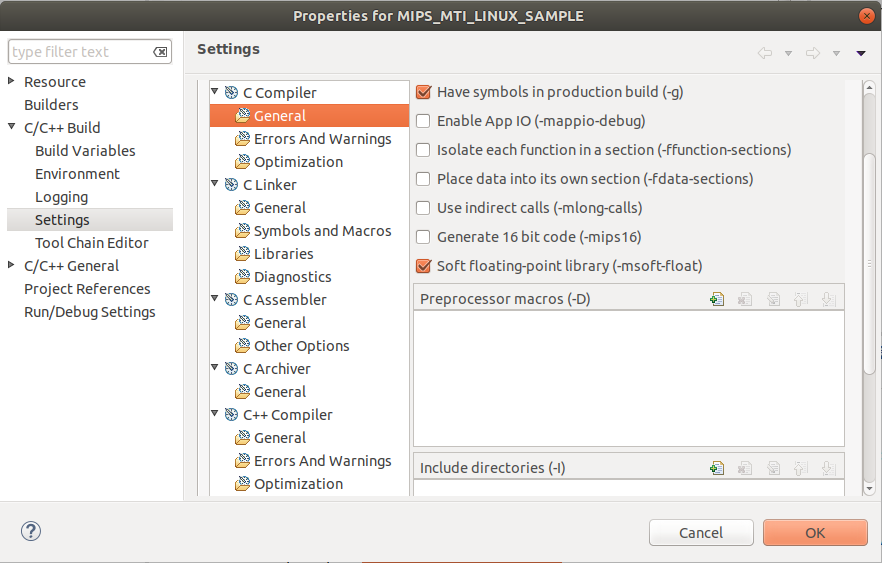 Properties for MIPS_MTI_LINUX_SAMPLE
type filter text
Resource
Builders
C/C++ Build
Build Variables
Environment
Logging
Settings
Tool Chain Editor
C/C++ General
Project References
Run/Debug Settings
Settings
C Compiler
General
Errors And Warnings
Optimization
C Linker
General
Symbols and Macros
Libraries
Diagnostics
C Assembler
General
Other Options
C Archiver
General
C++ Compiler
General
Errors And Warnings
Optimization
Have symbols in production build (-g)
Enable App IO (-mappio-debug)
Isolate each function in a section (-ffunction-sections)
Place data into its own section (-fdata-sections)
Use indirect calls (-mlong-calls)
Generate 16 bit code (-mips16)
Soft floating-point library (-msoft-float)
Preprocessor macros (-D)
Include directories (-I)
?
Cancel
OK